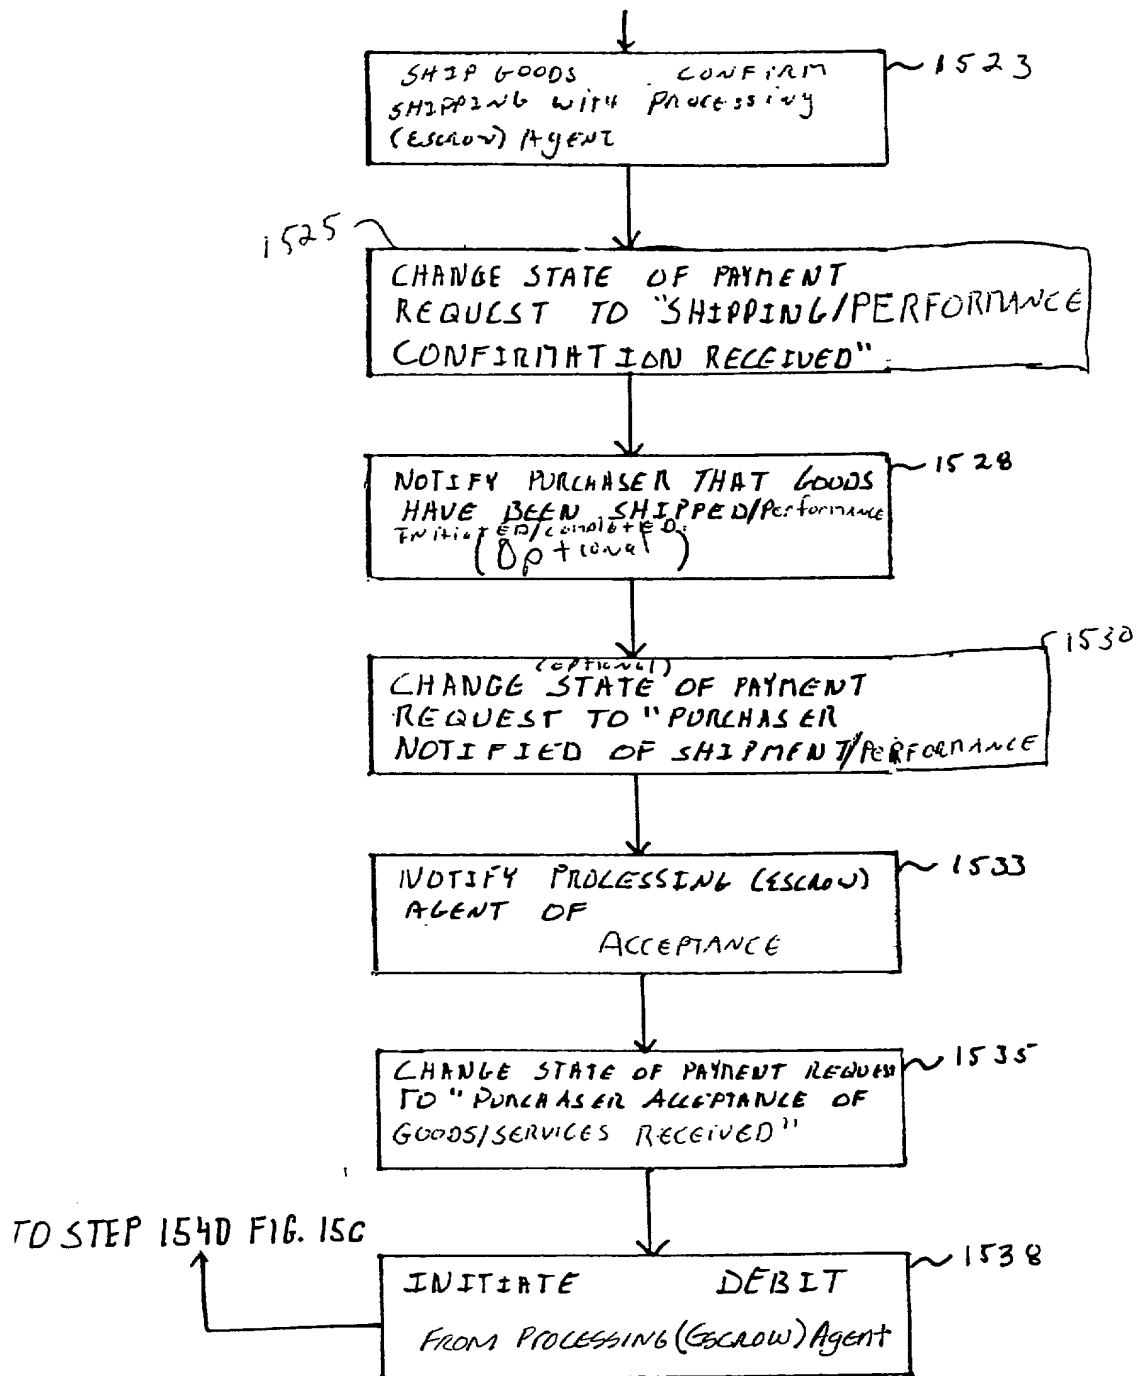 SHIP GOODS CONFIRM
SHIPPING WITH Processing
(ESCROW) Agent
1523
1525
CHANGE STATE OF PAYMENT
REQUEST TO "SHIPPING/PERFORMANCE
CONFIRMATION RECEIVED"
NOTIFY PURCHASER THAT GOODS
HAVE BEEN SHIPPED/Performance
INitiatED/complETED.
(Optional)
1528
1530
(optional)
CHANGE STATE OF PAYMENT
REQUEST TO "PURCHASER
NOTIFIED OF SHIPMENT/PERFORMANCE
NOTIFY PROCESSING (ESCROW)
AGENT OF
ACCEPTANCE
1533
CHANGE STATE OF PAYMENT REQUEST
TO "PURCHASER ACCEPTANCE OF
GOODS/SERVICES RECEIVED"
1535
TO STEP 1540 FIG. 15C
INITIATE DEBIT
FROM PROCESSING (ESCROW) Agent
1538